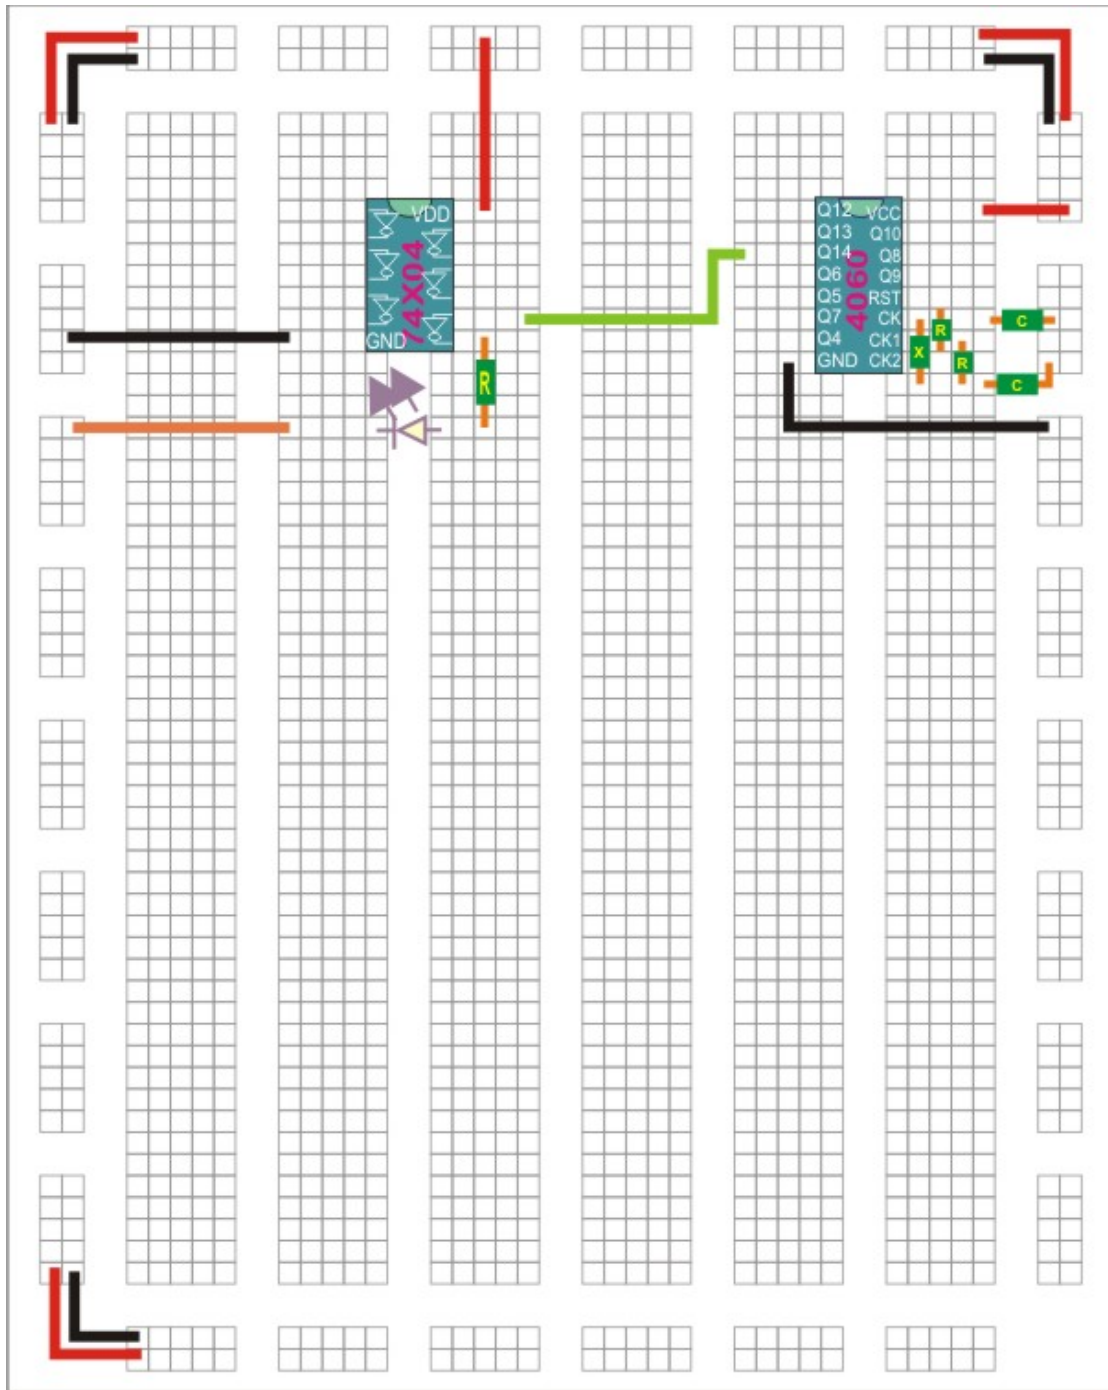 VDD
74X04
GND
R
Q12 VCC
Q13 Q10
Q14 Q8
Q6 Q9
Q5 RST
Q7 CK
Q4 CK1
GND CK2
4060
X
R
R
C
C